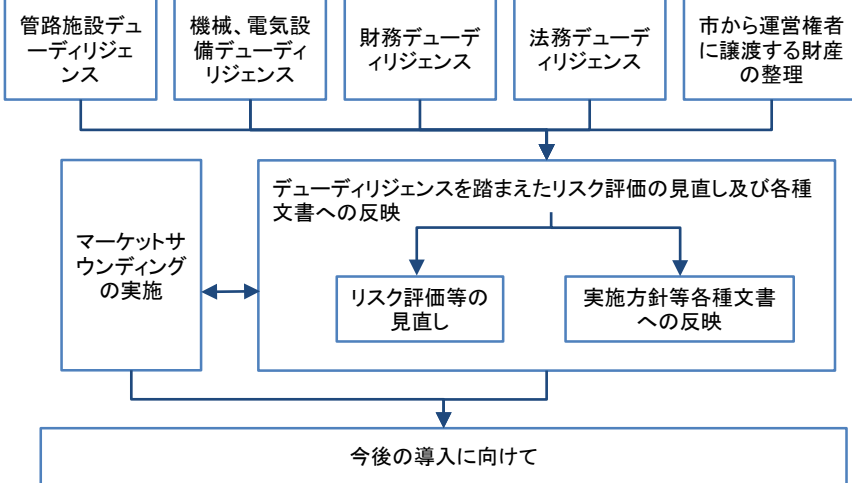 管路施設デュ
ーディリジェ
ンス
機械、電気設
備デューディ
リジェンス
財務デューデ
ィリジェンス
法務デューデ
ィリジェンス
市から運営権者
に譲渡する財産
の整理
マーケットサ
ウンディング
の実施
デューディリジェンスを踏まえたリスク評価の見直し及び各種
文書への反映
リスク評価等の
見直し
実施方針等各種文書
への反映
今後の導入に向けて